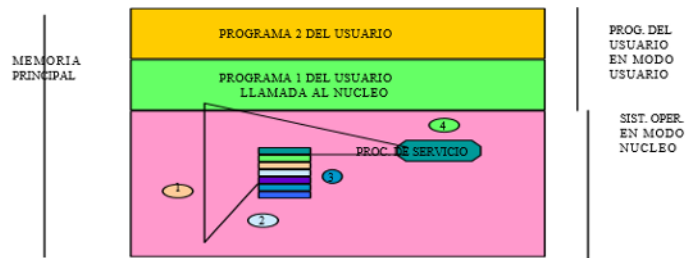 MEMORIA
PRINCIPAL
PROGRAMA 2 DEL USUARIO
PROGRAMA 1 DEL USUARIO
LLAMADA AL NUCLEO
PROG. DEL
USUARIO
EN MODO
USUARIO
SIST. OPER.
EN MODO
NUCLEO
4
PROC. DE SERVICIO
3
1
2